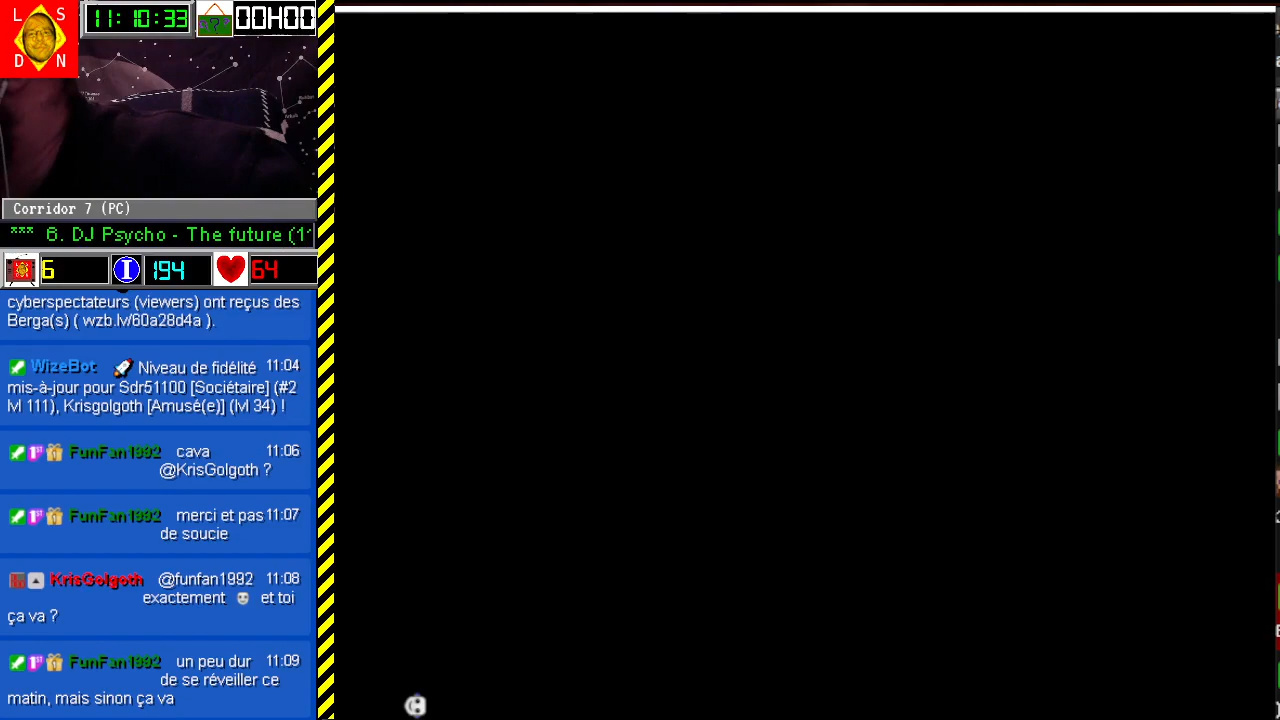 L S
D N
11:10:33
00H00
Corridor 7 (PC)
*** 6. DJ Psycho - The future (1
6
194
64
cyberspectateurs (viewers) ont reçus des
Berga(s) ( wzb.lv/60a28d4a ).
WizeBot Niveau de fidélité 11:04
mis-à-jour pour Sdr51100 [Sociétaire] (#2
lvl 111), Krisgolgoth [Amusé(e)] (lvl 34) !
FunFan1992 cava 11:06
@KrisGolgoth ?
FunFan1992 merci et pas 11:07
de soucie
KrisGolgoth @funfan1992 11:08
exactement et toi
ça va ?
FunFan1992 un peu dur 11:09
de se réveiller ce
matin, mais sinon ça va